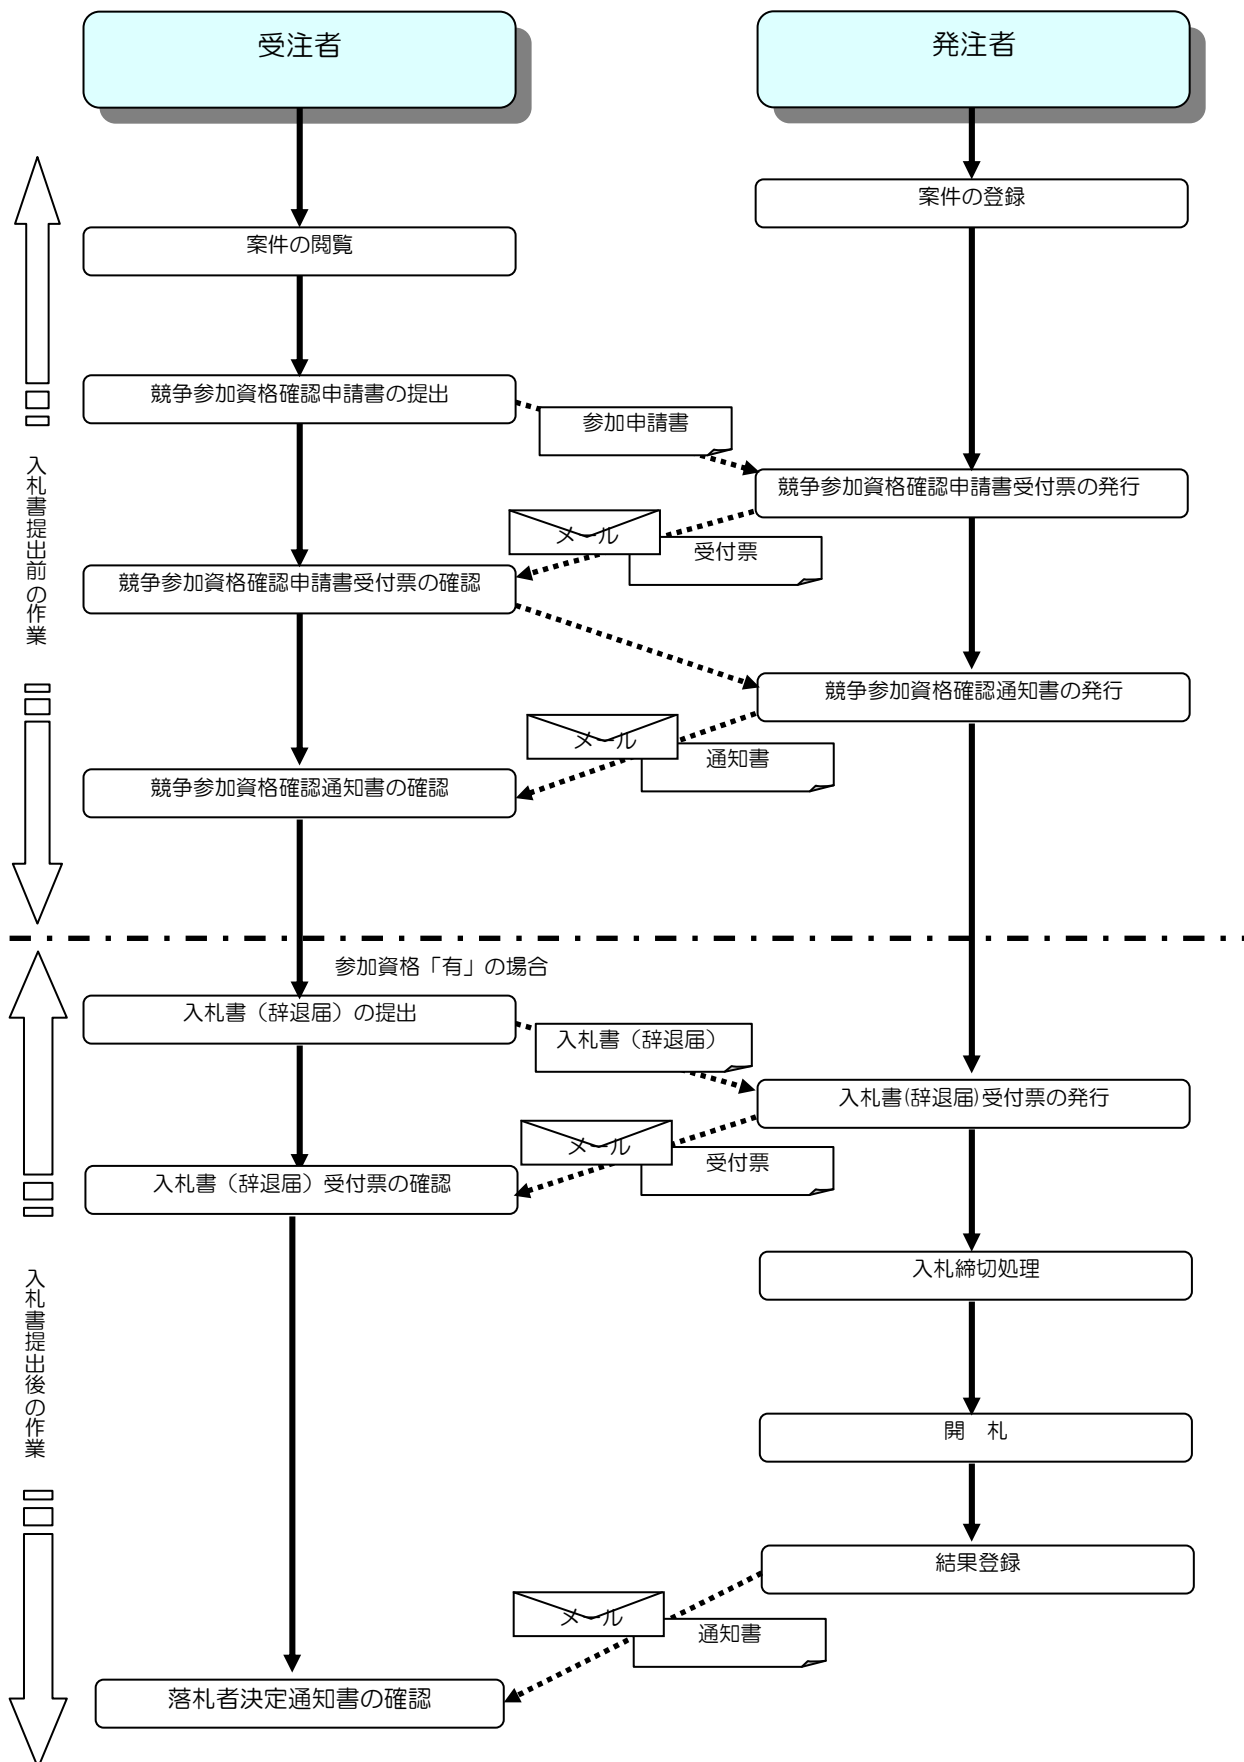 受注者
発注者
案件の登録
案件の閲覧
競争参加資格確認申請書の提出
参加申請書
競争参加資格確認申請書受付票の発行
メール
受付票
競争参加資格確認申請書受付票の確認
入札書提出前の作業
競争参加資格確認通知書の発行
メール
通知書
競争参加資格確認通知書の確認
参加資格「有」の場合
入札書（辞退届）の提出
入札書（辞退届）
入札書(辞退届)受付票の発行
メール
受付票
入札書（辞退届）受付票の確認
入札締切処理
入札書提出後の作業
開　札
結果登録
メール
通知書
落札者決定通知書の確認